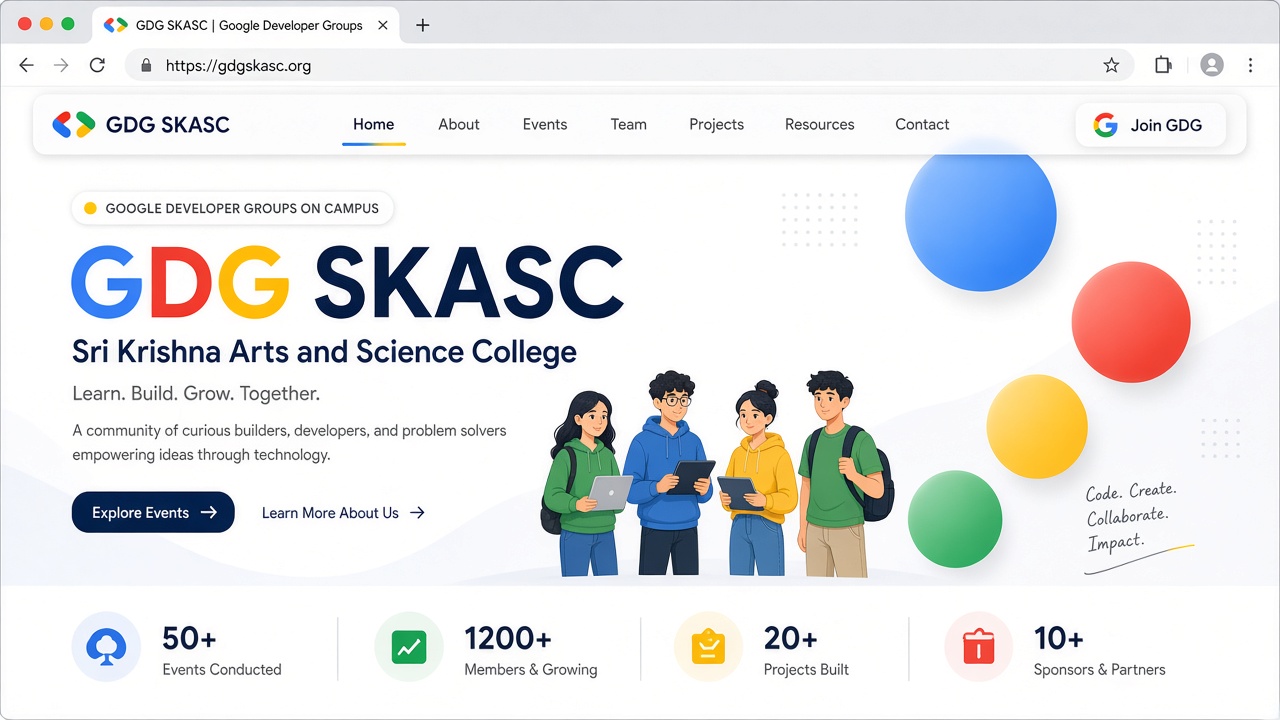 GDG SKASC | Google Developer Groups
https://gdgskasc.org
GDG SKASC
Home
About
Events
Team
Projects
Resources
Contact
Join GDG
GOOGLE DEVELOPER GROUPS ON CAMPUS
GDG SKASC
Sri Krishna Arts and Science College
Learn. Build. Grow. Together.
A community of curious builders, developers, and problem solvers
empowering ideas through technology.
Explore Events
Learn More About Us
Code. Create.
Collaborate.
Impact.
50+
Events Conducted
1200+
Members & Growing
20+
Projects Built
10+
Sponsors & Partners